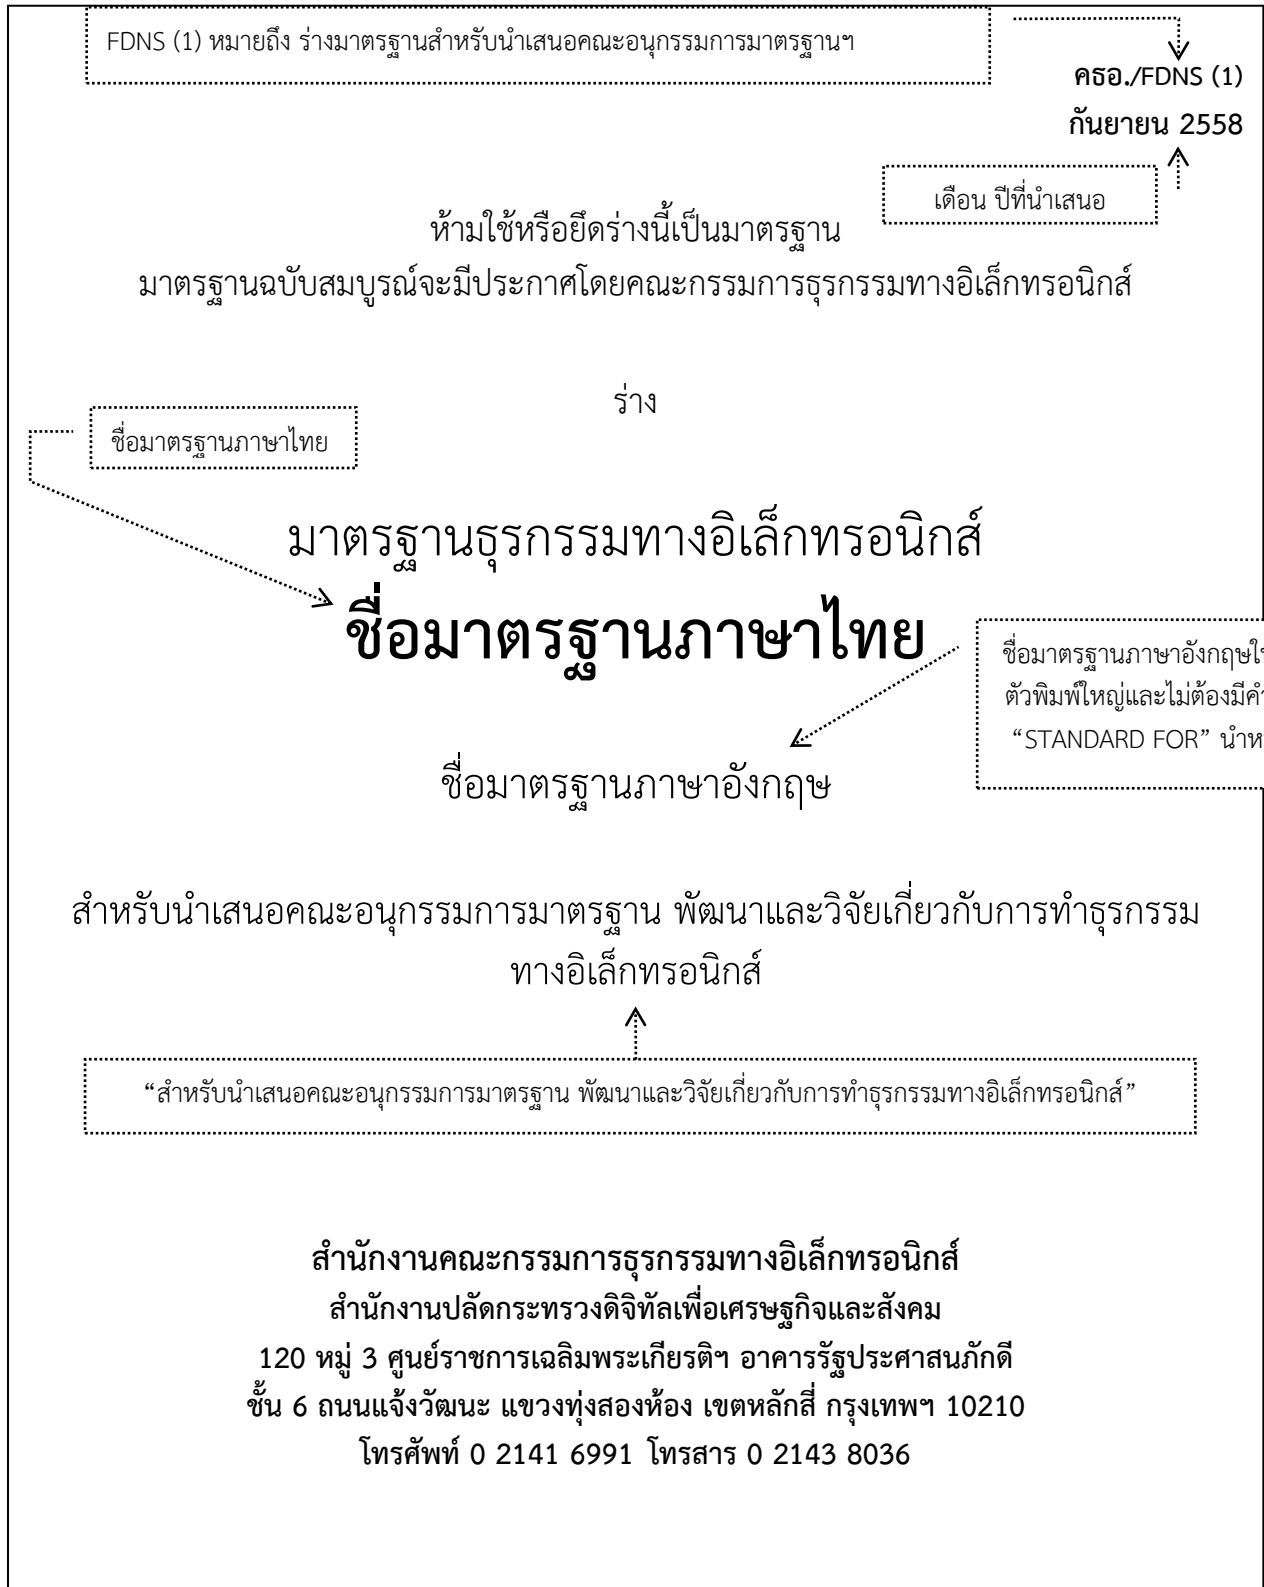 FDNS (1) หมายถึง ร่างมาตรฐานสำหรับนำเสนอคณะอนุกรรมการมาตรฐานฯ
คธอ./FDNS (1)
กันยายน 2558
เดือน ปีที่นำเสนอ
ห้ามใช้หรือยึดร่างนี้เป็นมาตรฐาน
มาตรฐานฉบับสมบูรณ์จะมีประกาศโดยคณะกรรมการธุรกรรมทางอิเล็กทรอนิกส์
ร่าง
ชื่อมาตรฐานภาษาไทย
มาตรฐานธุรกรรมทางอิเล็กทรอนิกส์
ชื่อมาตรฐานภาษาไทย
ชื่อมาตรฐานภาษาอังกฤษ
ตัวพิมพ์ใหญ่และไม่ต้องมี
“STANDARD FOR”
ชื่อมาตรฐานภาษาอังกฤษ
สำหรับนำเสนอคณะอนุกรรมการมาตรฐาน พัฒนาและวิจัยเกี่ยวกับการทำธุรกรรม
ทางอิเล็กทรอนิกส์
“สำหรับนำเสนอคณะอนุกรรมการมาตรฐาน พัฒนาและวิจัยเกี่ยวกับการทำธุรกรรมทางอิเล็กทรอนิกส์”
สำนักงานคณะกรรมการธุรกรรมทางอิเล็กทรอนิกส์
สำนักงานปลัดกระทรวงดิจิทัลเพื่อเศรษฐกิจและสังคม
120 หมู่ 3 ศูนย์ราชการเฉลิมพระเกียรติฯ อาคารรัฐประศาสนภักดี
ชั้น 6 ถนนแจ้งวัฒนะ แขวงทุ่งสองห้อง เขตหลักสี่ กรุงเทพฯ 10210
โทรศัพท์ 0 2141 6991 โทรสาร 0 2143 8036